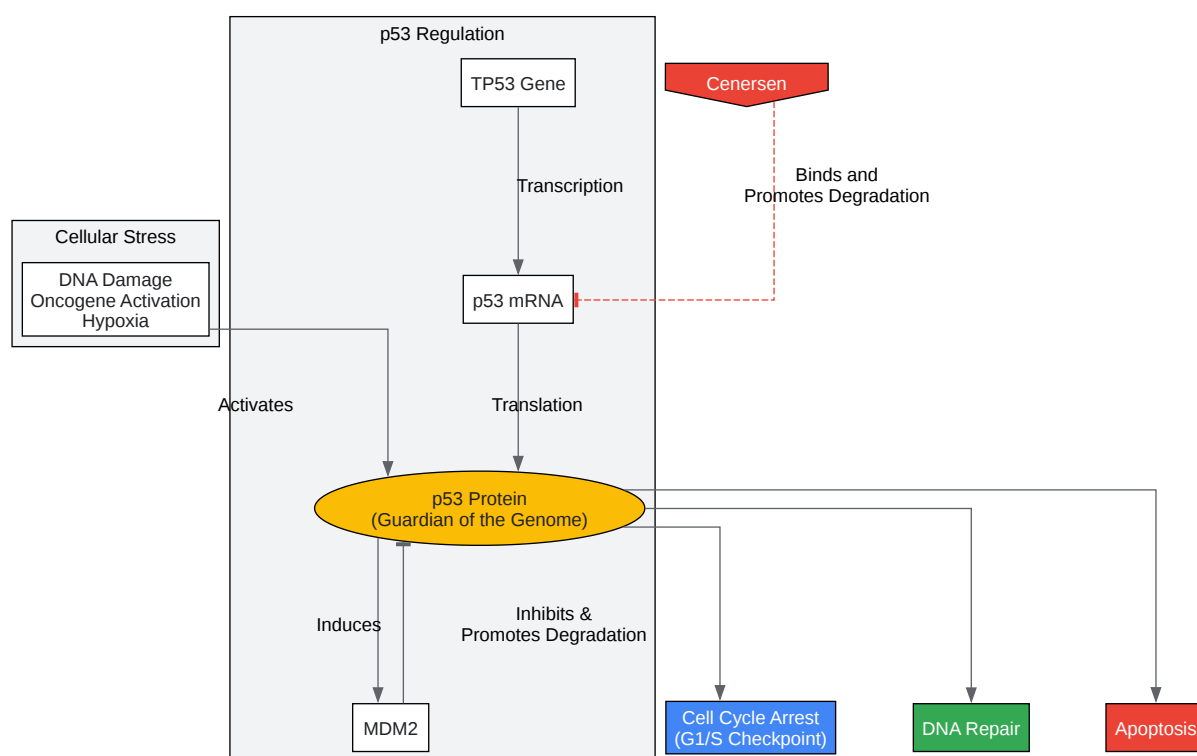 p53 Regulation
TP53 Gene
Cenersen
Transcription
Binds and
Promotes Degradation
Cellular Stress
DNA Damage
Oncogene Activation
Hypoxia
p53 mRNA
Activates
Translation
p53 Protein
(Guardian of the Genome)
Induces
Inhibits &
Promotes Degradation
MDM2
Cell Cycle Arrest
(G1/S Checkpoint)
DNA Repair
Apoptosis